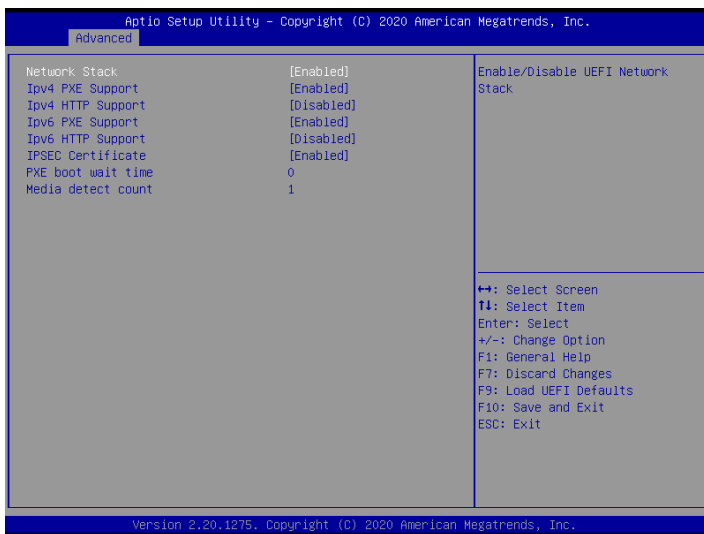 Aptio Setup Utility – Copyright (C) 2020 American Megatrends, Inc.
Advanced
Network Stack [Enabled]
Ipv4 PXE Support [Enabled]
Ipv4 HTTP Support [Disabled]
Ipv6 PXE Support [Enabled]
Ipv6 HTTP Support [Disabled]
IPSEC Certificate [Enabled]
PXE boot wait time 0
Media detect count 1
Enable/Disable UEFI Network
Stack
↔: Select Screen
↑↓: Select Item
Enter: Select
+/-: Change Option
F1: General Help
F7: Discard Changes
F9: Load UEFI Defaults
F10: Save and Exit
ESC: Exit
Version 2.20.1275. Copyright (C) 2020 American Megatrends, Inc.